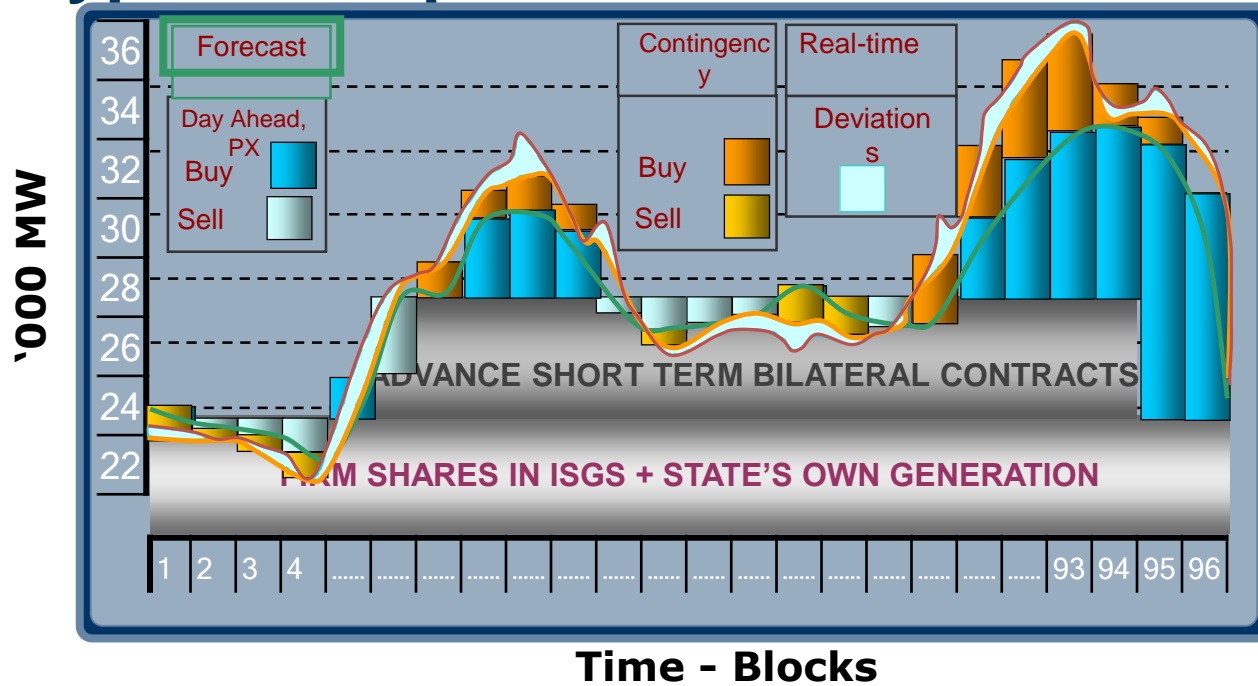 Forecast
Day Ahead,
PX
Buy
Sell
Contingenc
y
Buy
Sell
Real-time
Deviation
s
36
34
32
30
28
26
24
22
‘000 MW
ADVANCE SHORT TERM BILATERAL CONTRACTS
FIRM SHARES IN ISGS + STATE’S OWN GENERATION
1 2 3 4 ...... ...... ...... ...... ...... ...... ...... ...... ...... ...... ...... ...... ...... ...... ...... ...... 93 94 95 96
Time - Blocks